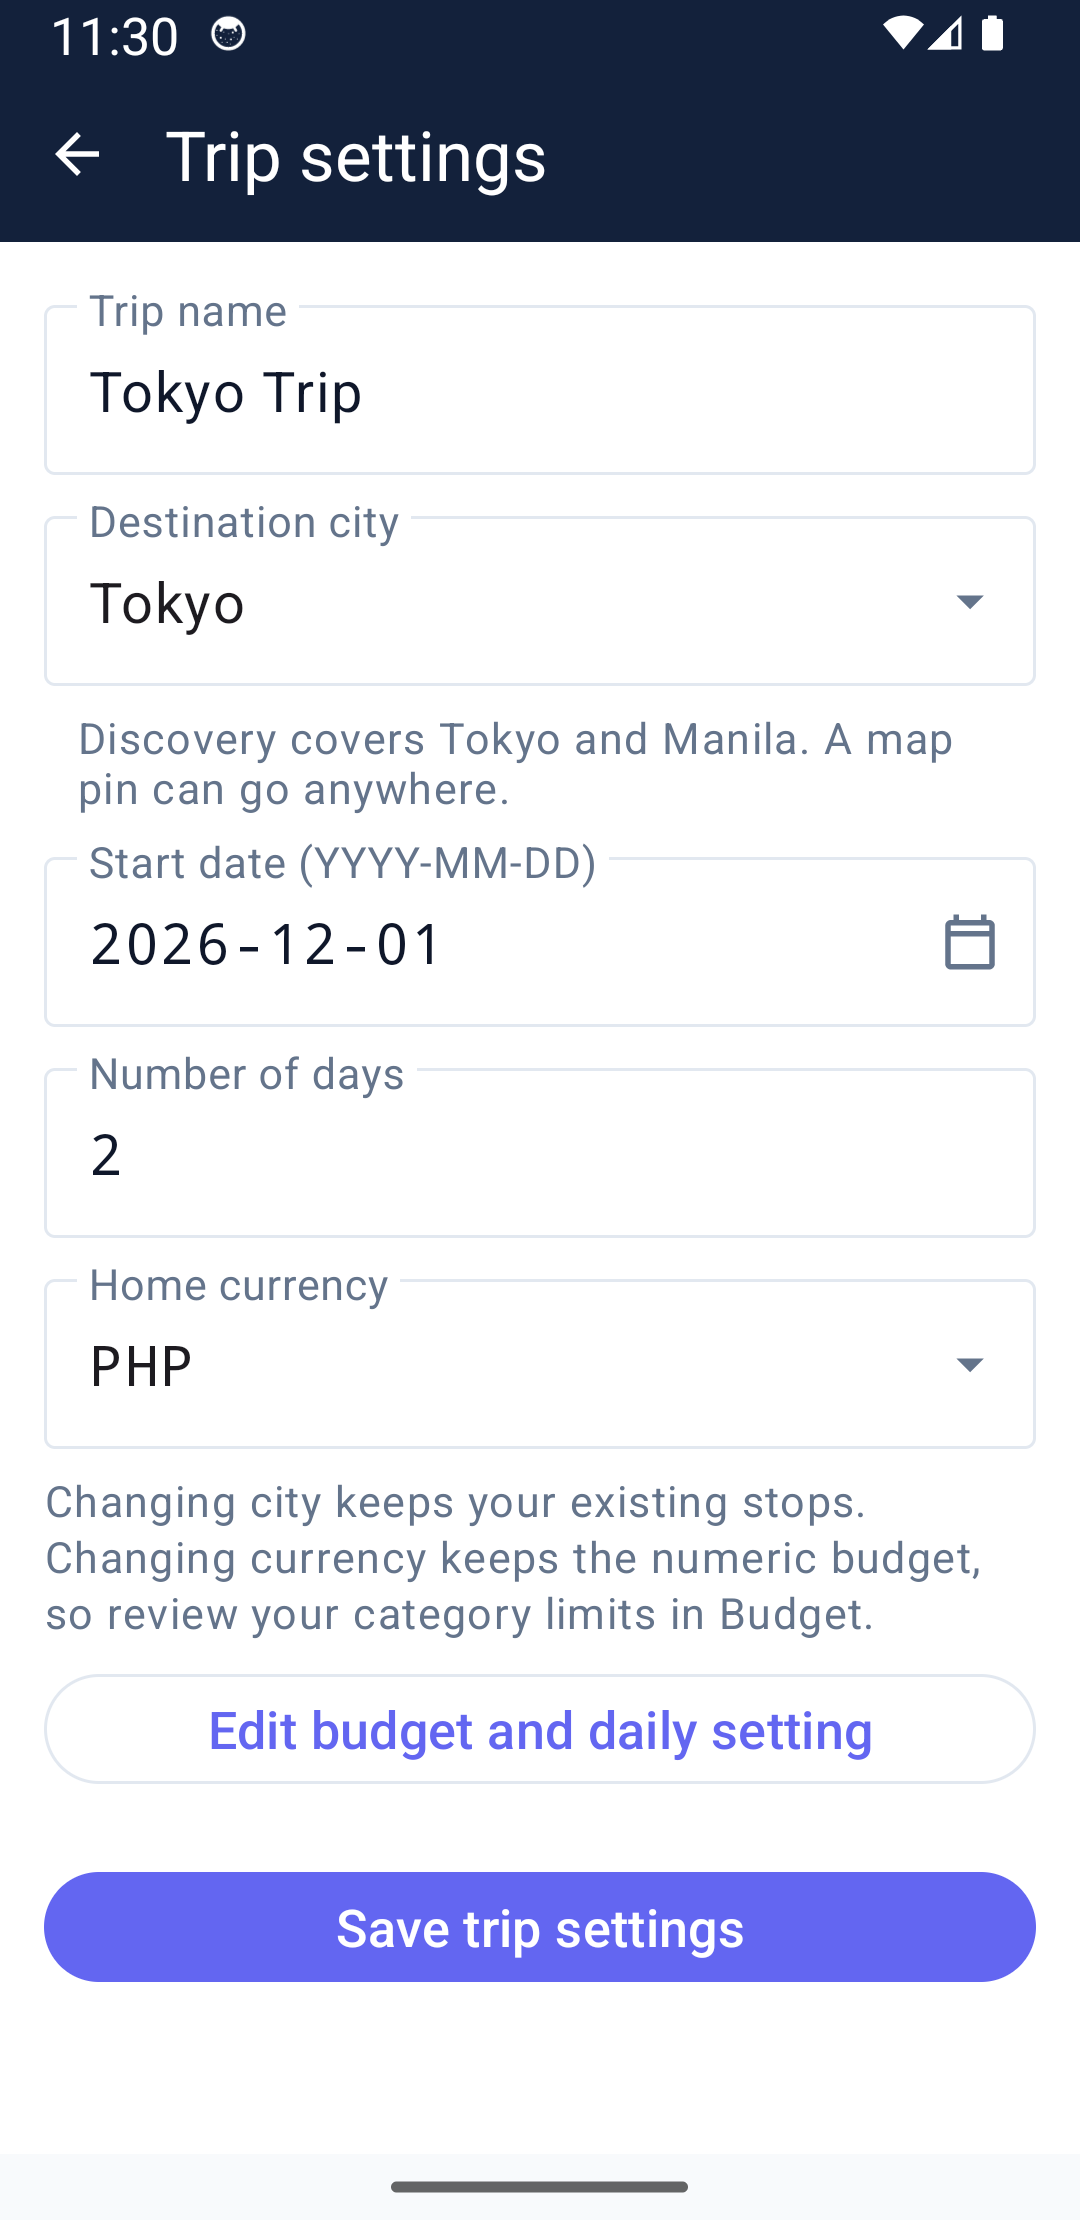 11:30
Trip settings
Trip name
Tokyo Trip
Destination city
Tokyo
Discovery covers Tokyo and Manila. A map
pin can go anywhere.
Start date (YYYY-MM-DD)
2026-12-01
Number of days
2
Home currency
PHP
Changing city keeps your existing stops.
Changing currency keeps the numeric budget,
so review your category limits in Budget.
Edit budget and daily setting
Save trip settings